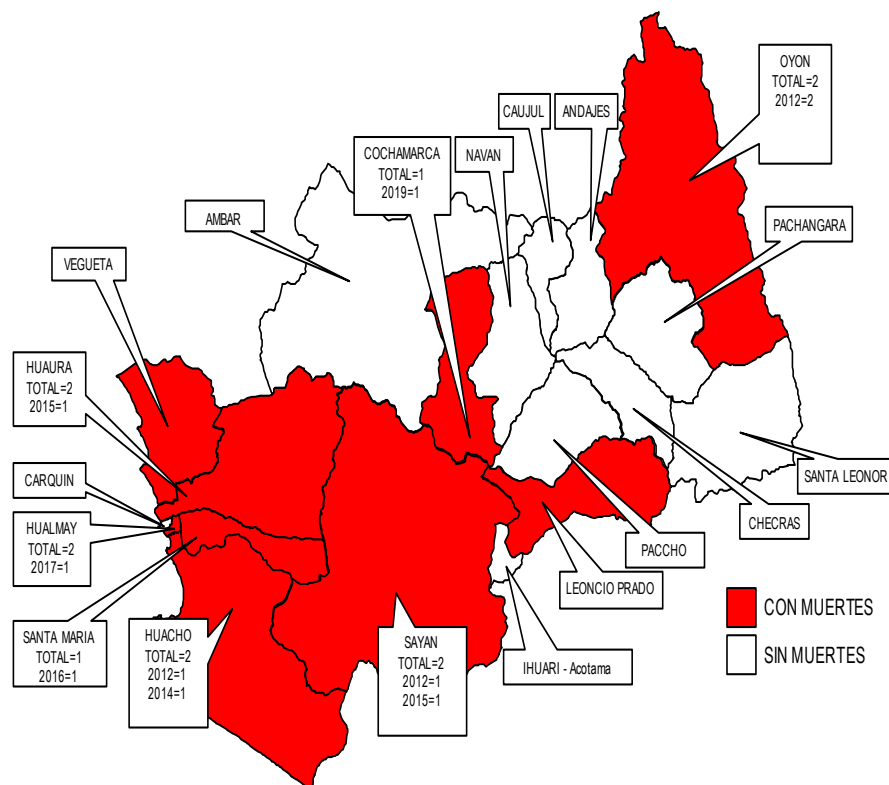 OYON
TOTAL=2
2012=2
CAUJUL
ANDAJES
COCHAMARCA
TOTAL=1
2019=1
NAVAN
AMBAR
PACHANGARA
VEGUETA
HUAURA
TOTAL=2
2015=1
CARQUIN
SANTA LEONOR
HUALMAY
TOTAL=2
2017=1
CHECRAS
PACCHO
LEONCIO PRADO
SANTA MARIA
TOTAL=1
2016=1
HUACHO
TOTAL=2
2012=1
2014=1
SAYAN
TOTAL=2
2012=1
2015=1
IHUARI - Acotama
CON MUERTES
SIN MUERTES